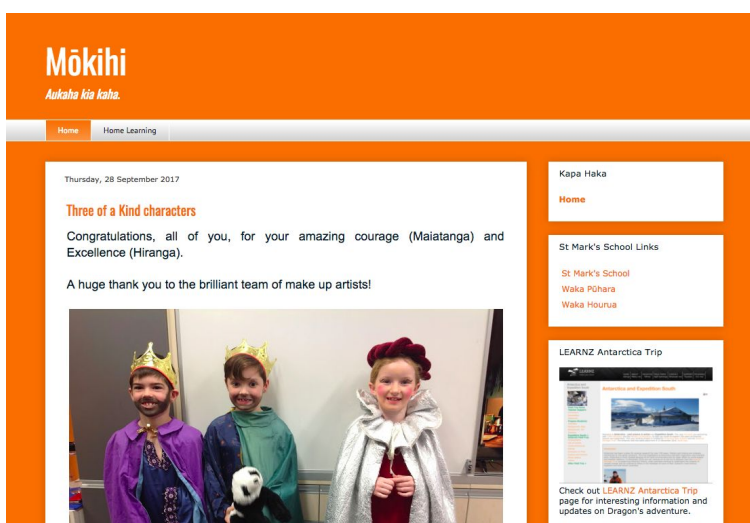 Mōkihi
Aukaha kia kaha.
Home
Home Learning
Thursday, 28 September 2017
Three of a Kind characters
Congratulations, all of you, for your amazing courage (Maiatanga) and
Excellence (Hiranga).
A huge thank you to the brilliant team of make up artists!
Kapa Haka
Home
St Mark's School Links
St Mark's School
Waka Pūhara
Waka Hourua
LEARNZ Antarctica Trip
Antarctica and Expedition South
Check out LEARNZ Antarctica Trip
page for interesting information and
updates on Dragon's adventure.